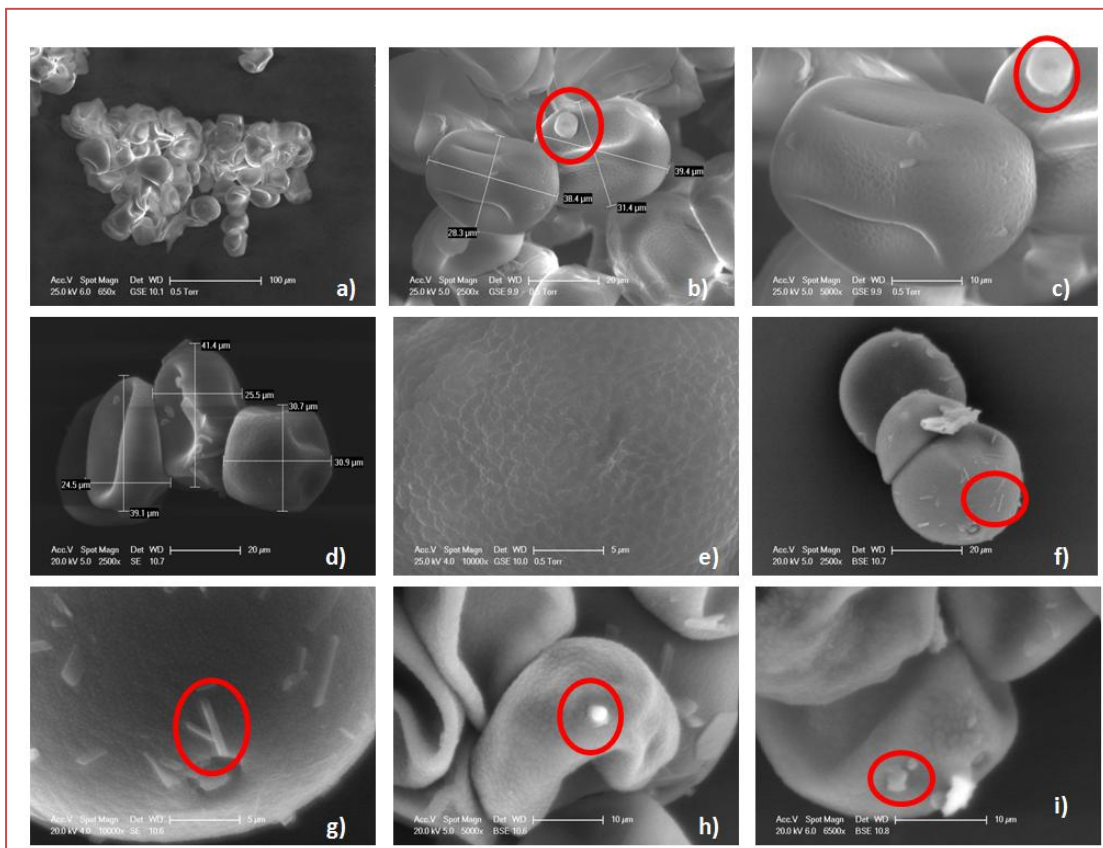 Acc.V Spot Magn Det WD 100 µm
25.0 kV 6.0 650x GSE 10.1 0.5 Torr
a)
39.4 µm
38.4 µm
31.4 µm
28.3 µm
Acc.V Spot Magn Det WD 20 µm
25.0 kV 5.0 2500x GSE 9.9 0.5 Torr
b)
Acc.V Spot Magn Det WD 10 µm
25.0 kV 5.0 5000x GSE 9.9 0.5 Torr
c)
41.4 µm
25.5 µm
30.7 µm
30.9 µm
24.5 µm
39.1 µm
Acc.V Spot Magn Det WD 20 µm
20.0 kV 5.0 2500x SE 10.7
d)
Acc.V Spot Magn Det WD 5 µm
25.0 kV 4.0 10000x GSE 10.0 0.5 Torr
e)
Acc.V Spot Magn Det WD 20 µm
20.0 kV 5.0 2500x BSE 10.7
f)
Acc.V Spot Magn Det WD 5 µm
20.0 kV 4.0 10000x SE 10.6
g)
Acc.V Spot Magn Det WD 10 µm
20.0 kV 5.0 5000x BSE 10.6
h)
Acc.V Spot Magn Det WD 10 µm
20.0 kV 6.0 6500x BSE 10.8
i)